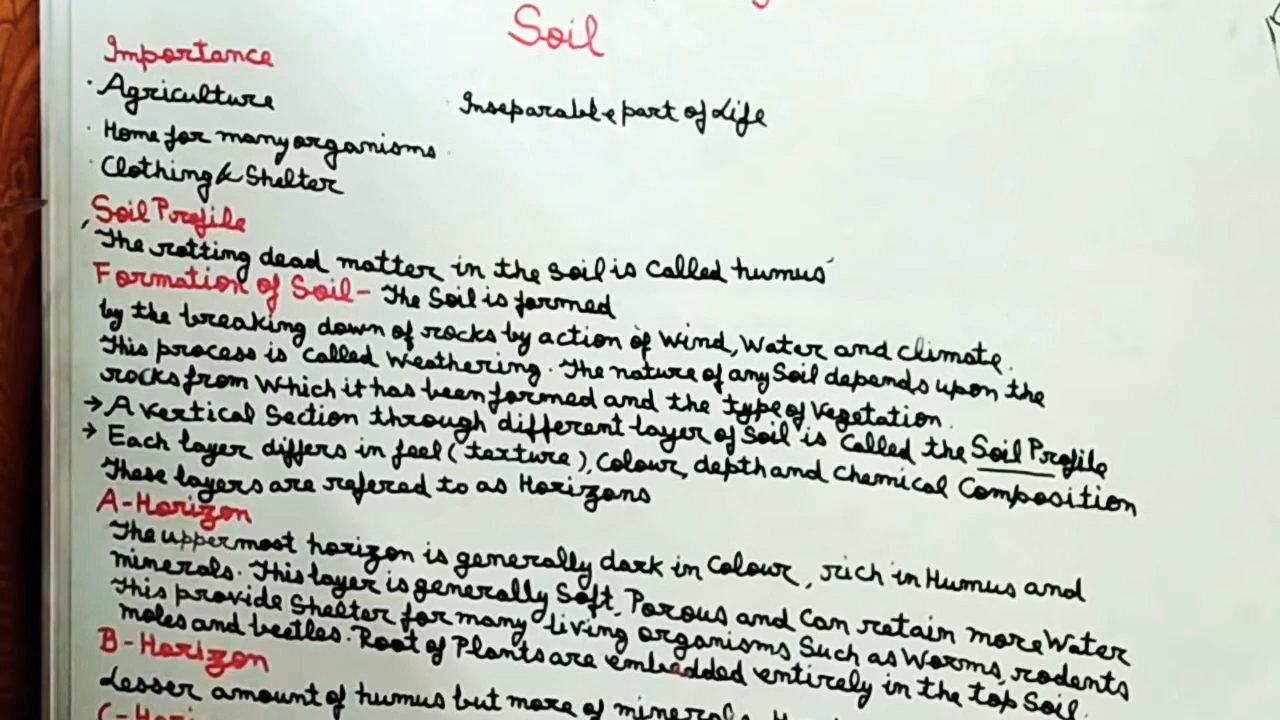 Soil
Importance
· Agriculture
Inseparable part of Life
· Home for many organisms
· Clothing & Shelter
Soil Profile
The rotting dead matter in the soil is called humus
Formation of Soil - The Soil is formed
by the breaking down of rocks by action of Wind, Water and climate.
This process is called Weathering. The nature of any Soil depends upon the
rocks from Which it has been formed and the type of Vegetation.
→ A vertical Section through different layer of Soil is Called the Soil Profile
→ Each layer differs in feel (texture), Colour, depth and Chemical Composition
These layers are refered to as Horizons
A-Horizon
The uppermost horizon is generally dark in Colour, rich in Humus and
minerals. This layer is generally Soft, Porous and Can retain more Water
This provide Shelter for many living organisms Such as Worms, rodents
moles and beetles. Root of Plants are embedded entirely in the top Soil.
B-Horizon
Lesser amount of humus but more of minerals.